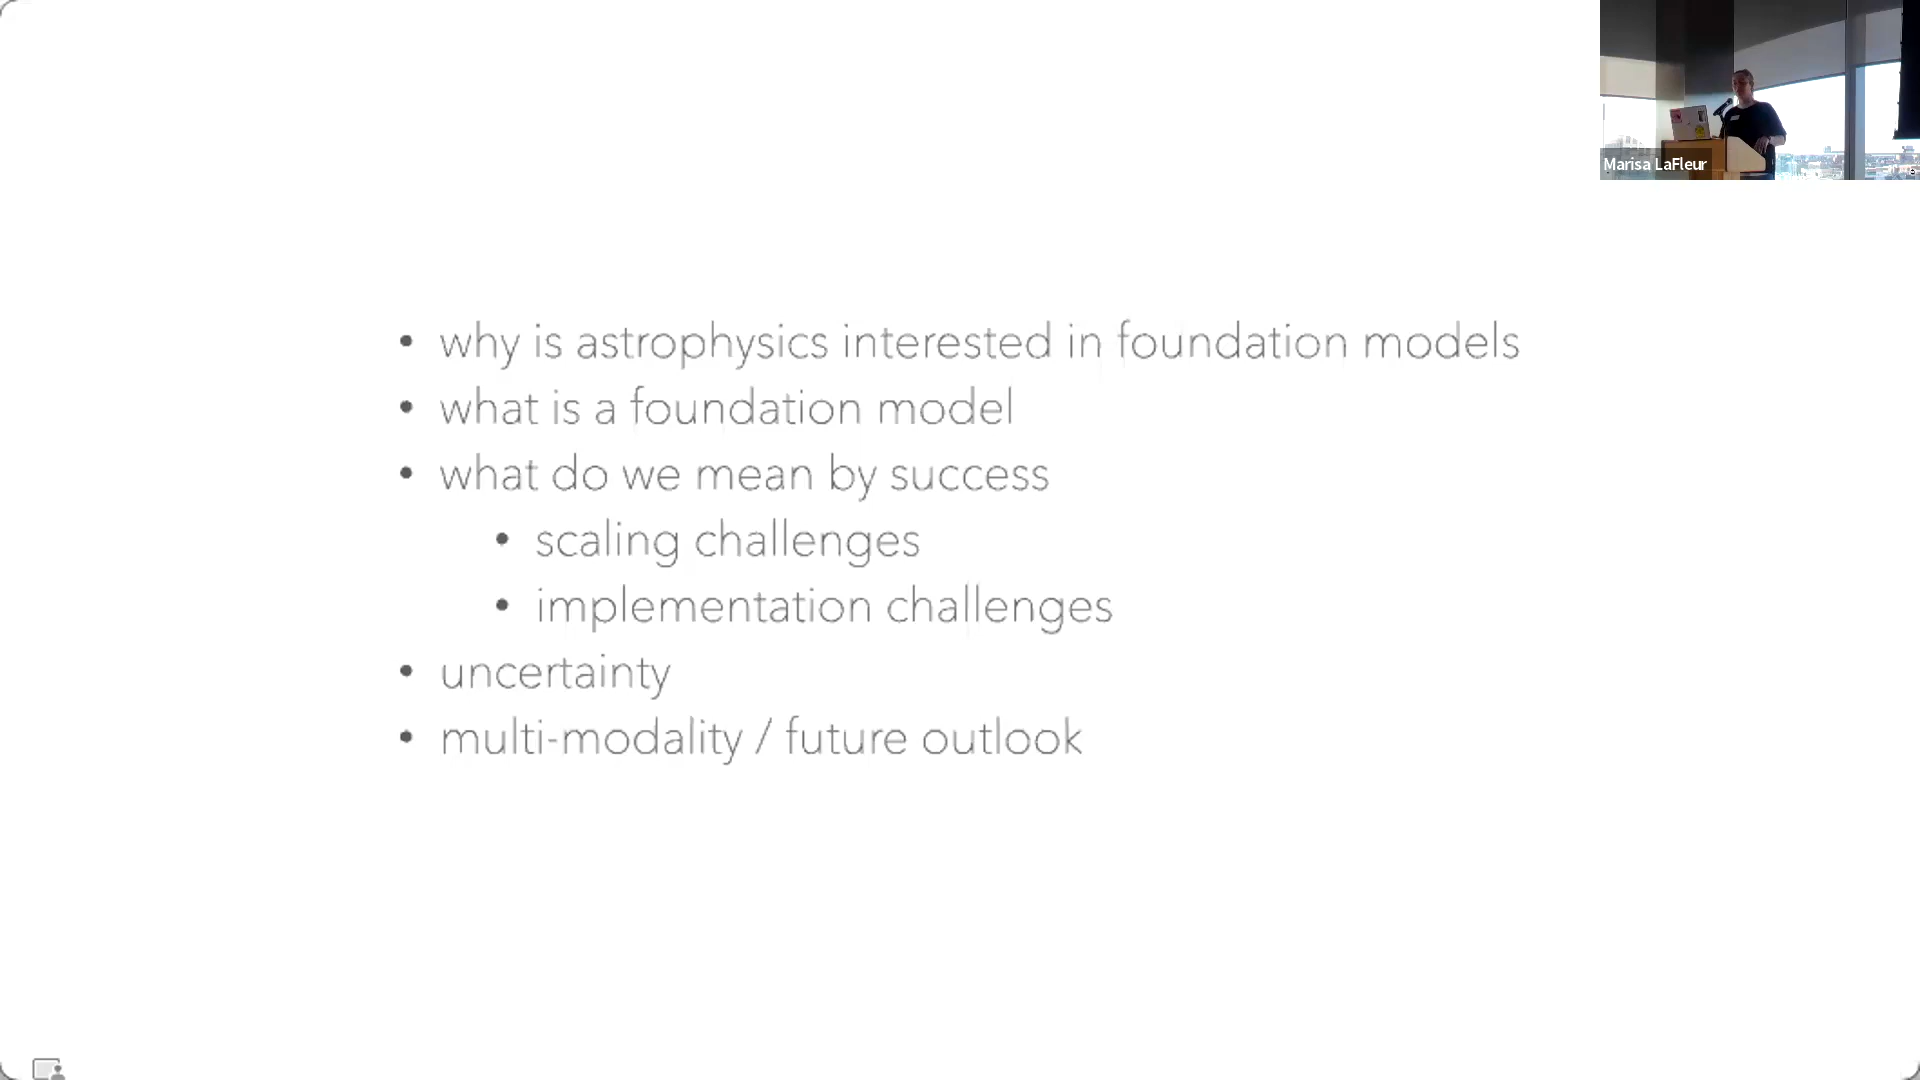 Marisa LaFleur
• why is astrophysics interested in foundation models
• what is a foundation model
• what do we mean by success
• scaling challenges
• implementation challenges
• uncertainty
• multi-modality / future outlook